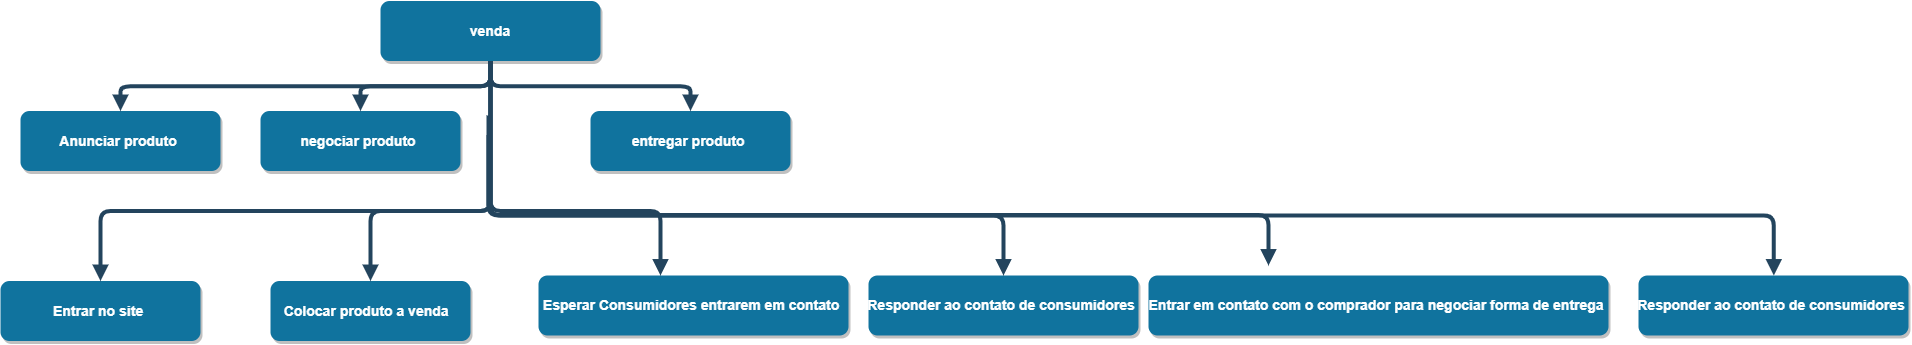 venda
Anunciar produto
negociar produto
entregar produto
Entrar no site
Colocar produto a venda
Esperar Consumidores entrarem em contato
Responder ao contato de consumidores
Entrar em contato com o comprador para negociar forma de entrega
Responder ao contato de consumidores